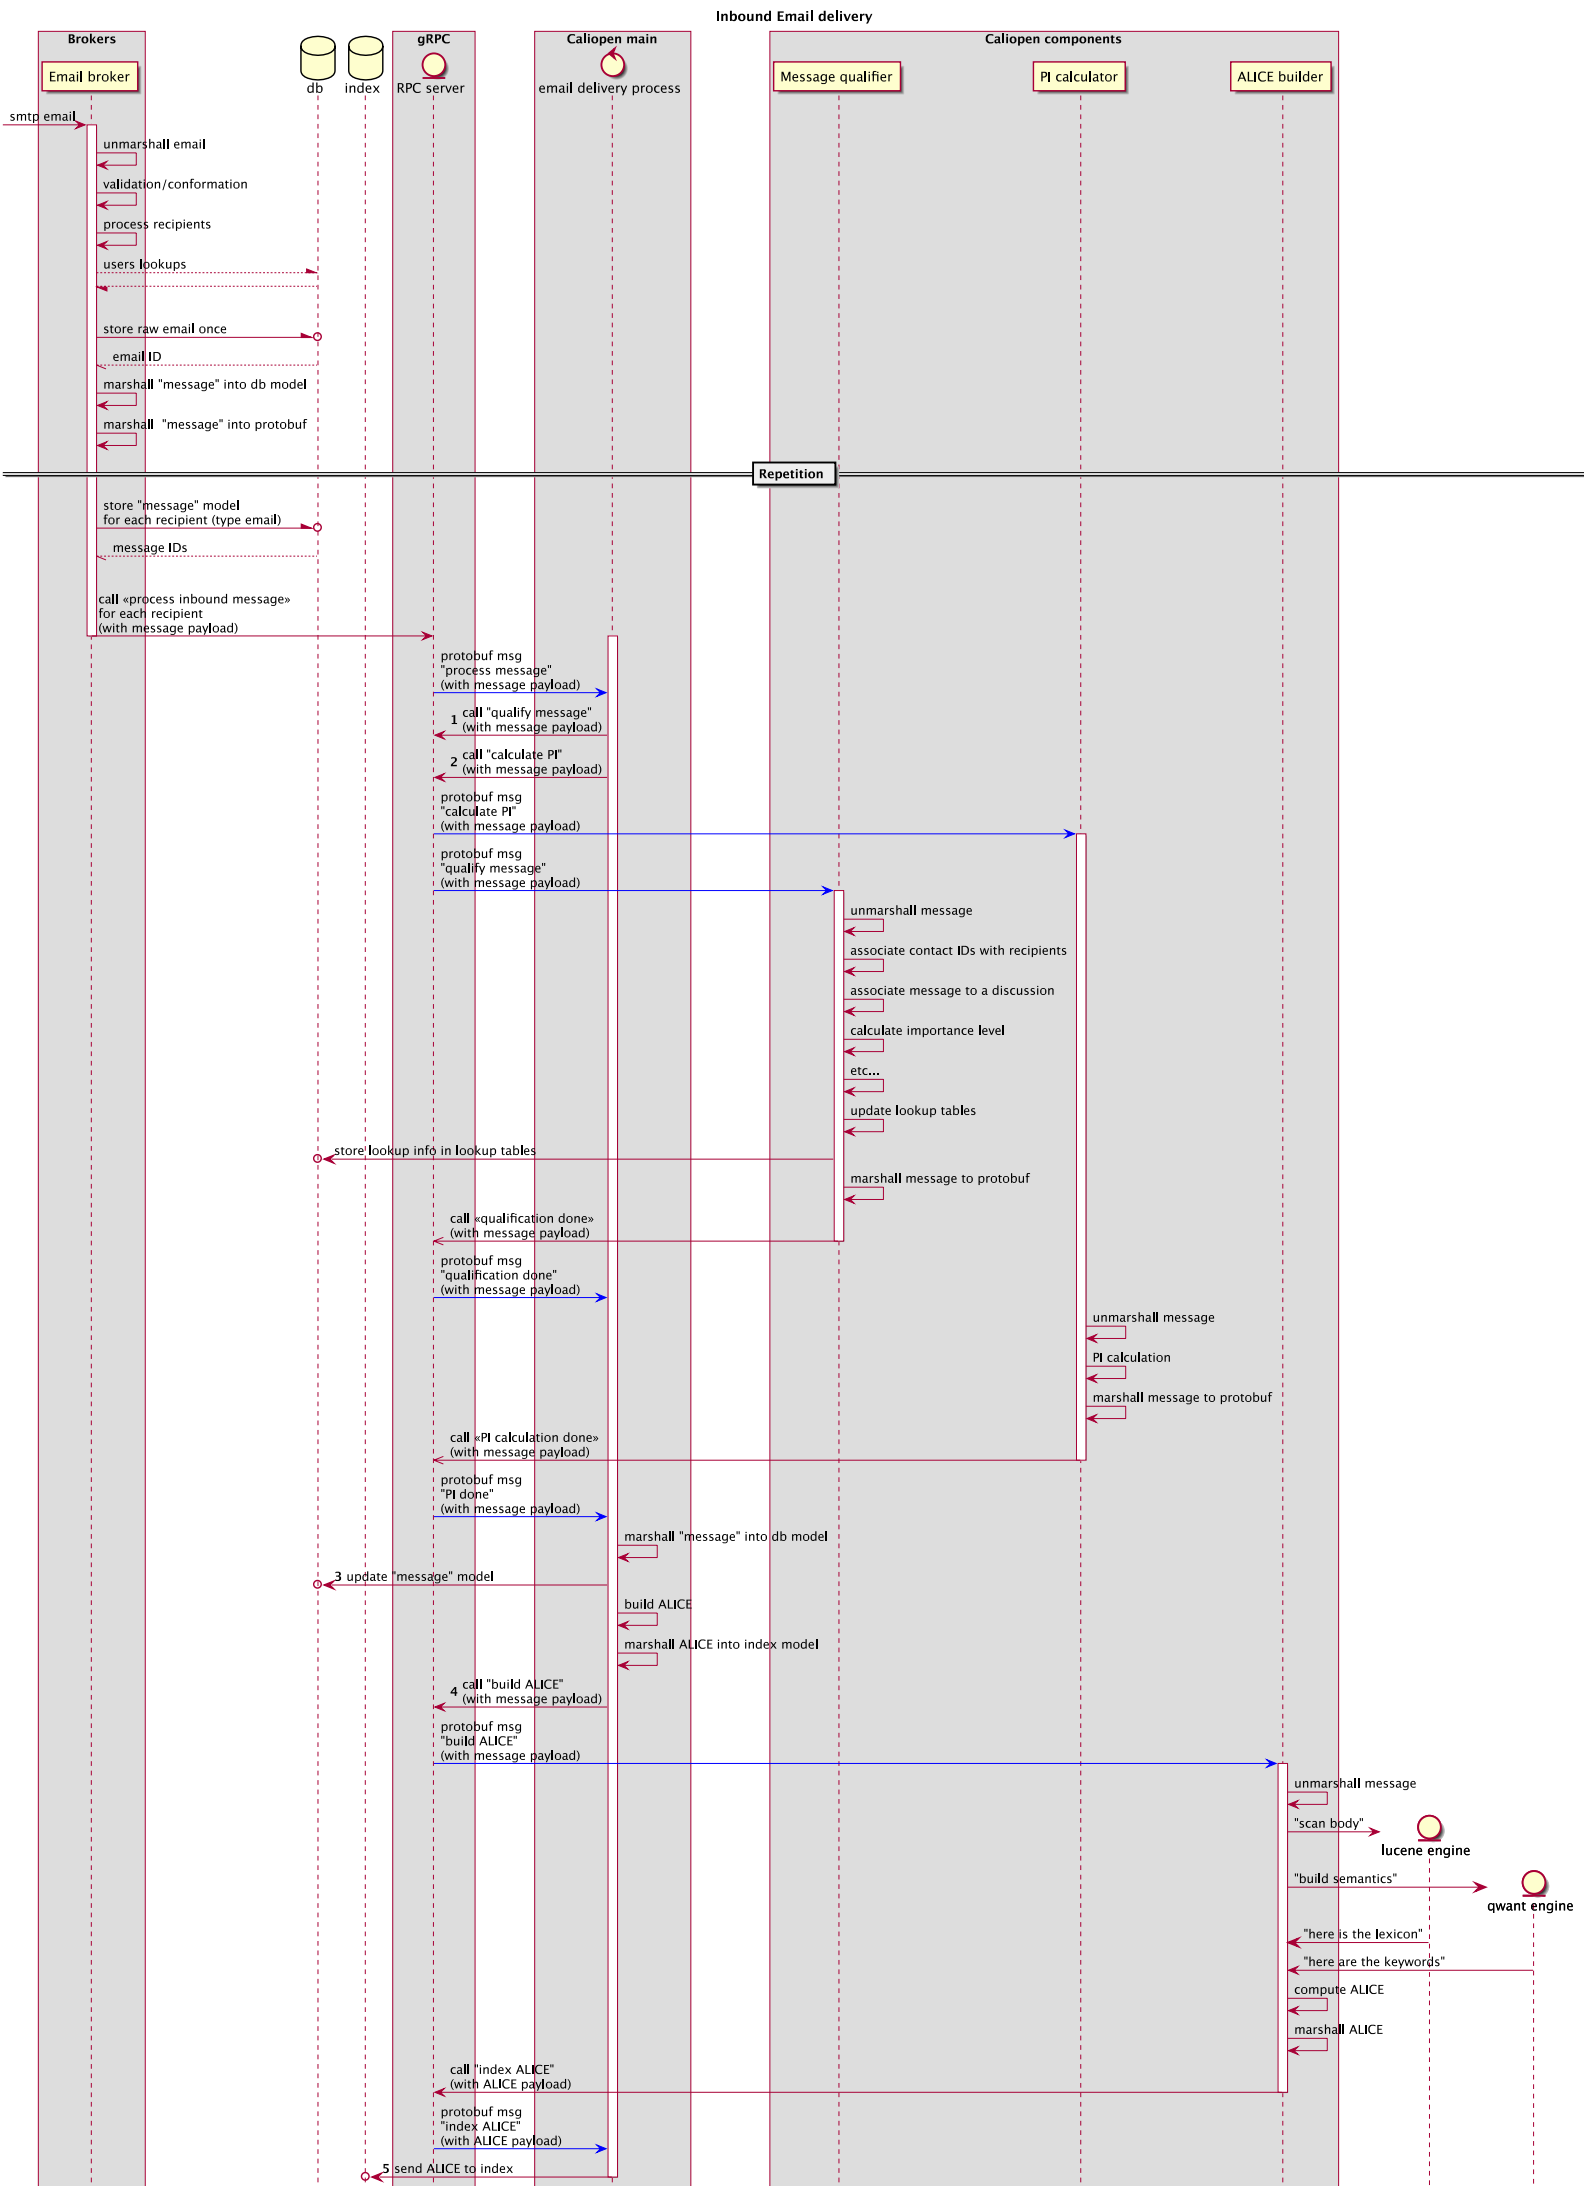 Inbound Email delivery
Brokers
gRPC
Caliopen main
Caliopen components
Email broker
db
index
RPC server
email delivery process
Message qualifier
PI calculator
ALICE builder
smtp email
unmarshall email
validation/conformation
process recipients
users lookups
store raw email once
email ID
marshall "message" into db model
marshall  "message" into protobuf
Repetition
store "message" model
for each recipient (type email)
message IDs
call «process inbound message»
for each recipient
(with message payload)
protobuf msg
"process message"
(with message payload)
1 call "qualify message"
(with message payload)
2 call "calculate PI"
(with message payload)
protobuf msg
"calculate PI"
(with message payload)
protobuf msg
"qualify message"
(with message payload)
unmarshall message
associate contact IDs with recipients
associate message to a discussion
calculate importance level
etc...
update lookup tables
store lookup info in lookup tables
marshall message to protobuf
call «qualification done»
(with message payload)
protobuf msg
"qualification done"
(with message payload)
unmarshall message
PI calculation
marshall message to protobuf
call «PI calculation done»
(with message payload)
protobuf msg
"PI done"
(with message payload)
marshall "message" into db model
3 update "message" model
build ALICE
marshall ALICE into index model
4 call "build ALICE"
(with message payload)
protobuf msg
"build ALICE"
(with message payload)
unmarshall message
"scan body"
lucene engine
"build semantics"
qwant engine
"here is the lexicon"
"here are the keywords"
compute ALICE
marshall ALICE
call "index ALICE"
(with ALICE payload)
protobuf msg
"index ALICE"
(with ALICE payload)
5 send ALICE to index